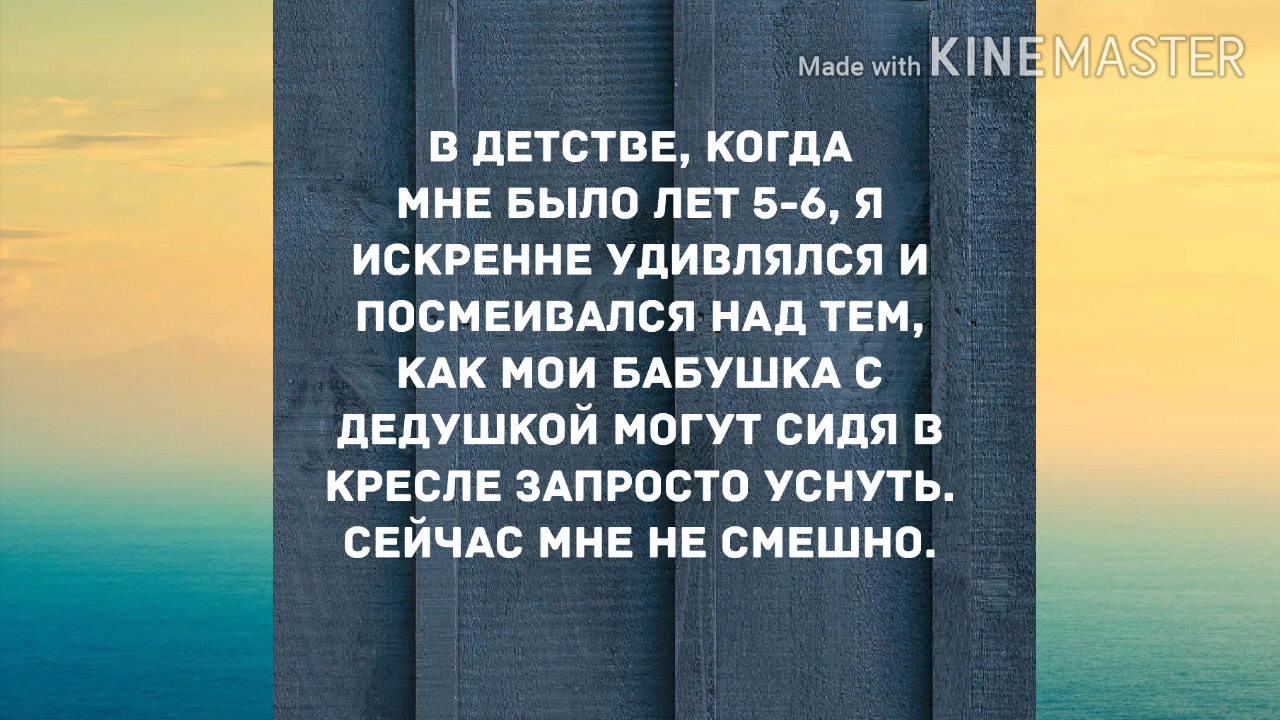 Made with KINEMASTER
В ДЕТСТВЕ, КОГДА
МНЕ БЫЛО ЛЕТ 5-6, Я
ИСКРЕННЕ УДИВЛЯЛСЯ И
ПОСМЕИВАЛСЯ НАД ТЕМ,
КАК МОИ БАБУШКА С
ДЕДУШКОЙ МОГУТ СИДЯ В
КРЕСЛЕ ЗАПРОСТО УСНУТЬ.
СЕЙЧАС МНЕ НЕ СМЕШНО.